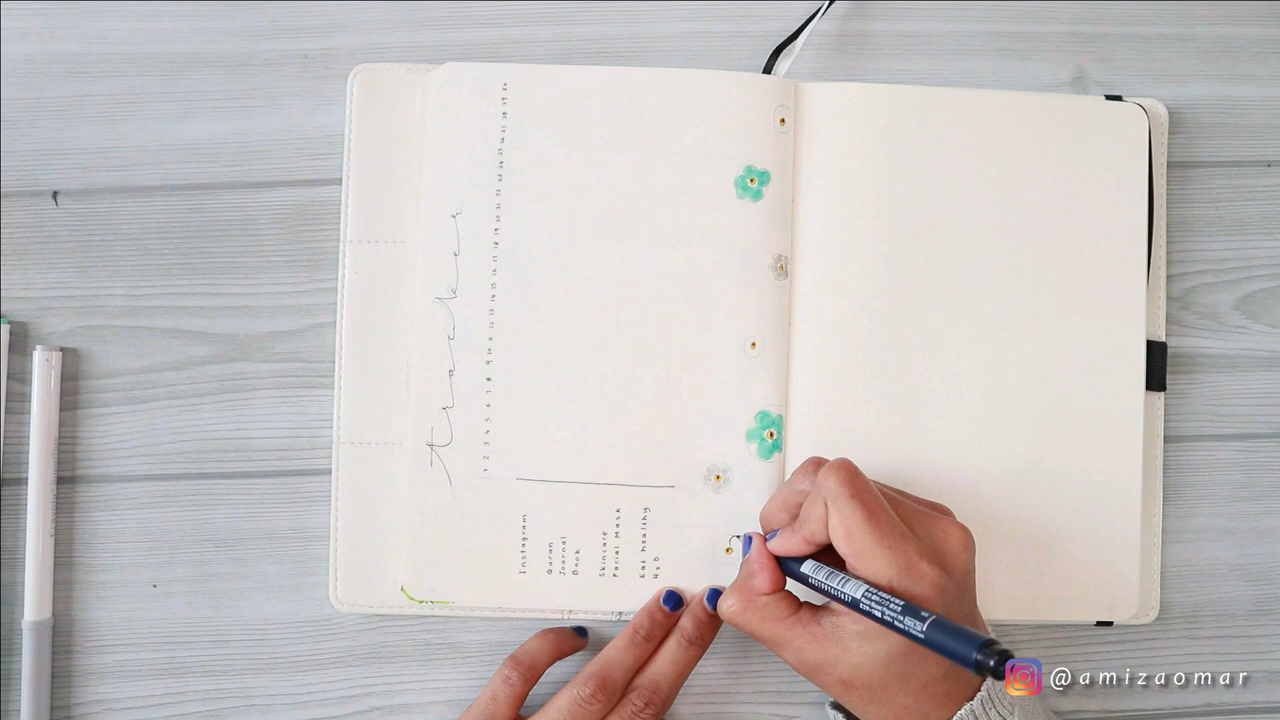 tracker
1 2 3 4 5 6 7 8 9 10 11 12 13 14 15 16 17 18 19 20 21 22 23 24 25 26 27 28 29 30
Instagram
Quran
Journal
Book
Skincare
Facial Mask
Eat healthy
H2O
4901991645637
@amizaomar